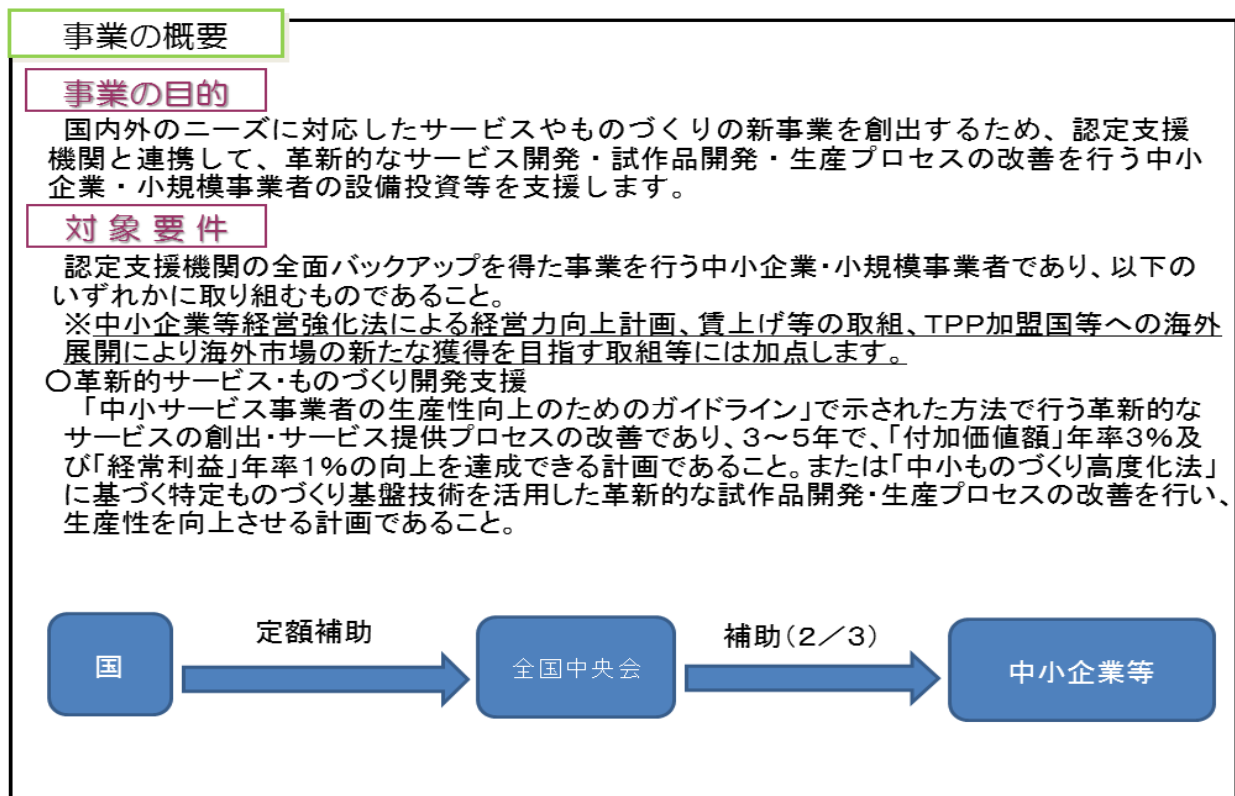 事業の概要
事業の目的
国内外のニーズに対応したサービスやものづくりの新事業を創出するため、認定支援
機関と連携して、革新的なサービス開発・試作品開発・生産プロセスの改善を行う中小
企業・小規模事業者の設備投資等を支援します。
対 象 要 件
認定支援機関の全面バックアップを得た事業を行う中小企業・小規模事業者であり、以下の
いずれかに取り組むものであること。
※中小企業等経営強化法による経営力向上計画、賃上げ等の取組、TPP加盟国等への海外
展開により海外市場の新たな獲得を目指す取組等には加点します。
○革新的サービス・ものづくり開発支援
「中小サービス事業者の生産性向上のためのガイドライン」で示された方法で行う革新的な
サービスの創出・サービス提供プロセスの改善であり、3～5年で、「付加価値額」年率3%及
び「経常利益」年率1%の向上を達成できる計画であること。または「中小ものづくり高度化法」
に基づく特定ものづくり基盤技術を活用した革新的な試作品開発・生産プロセスの改善を行い、
生産性を向上させる計画であること。
国
定額補助
全国中央会
補助(2／3)
中小企業等